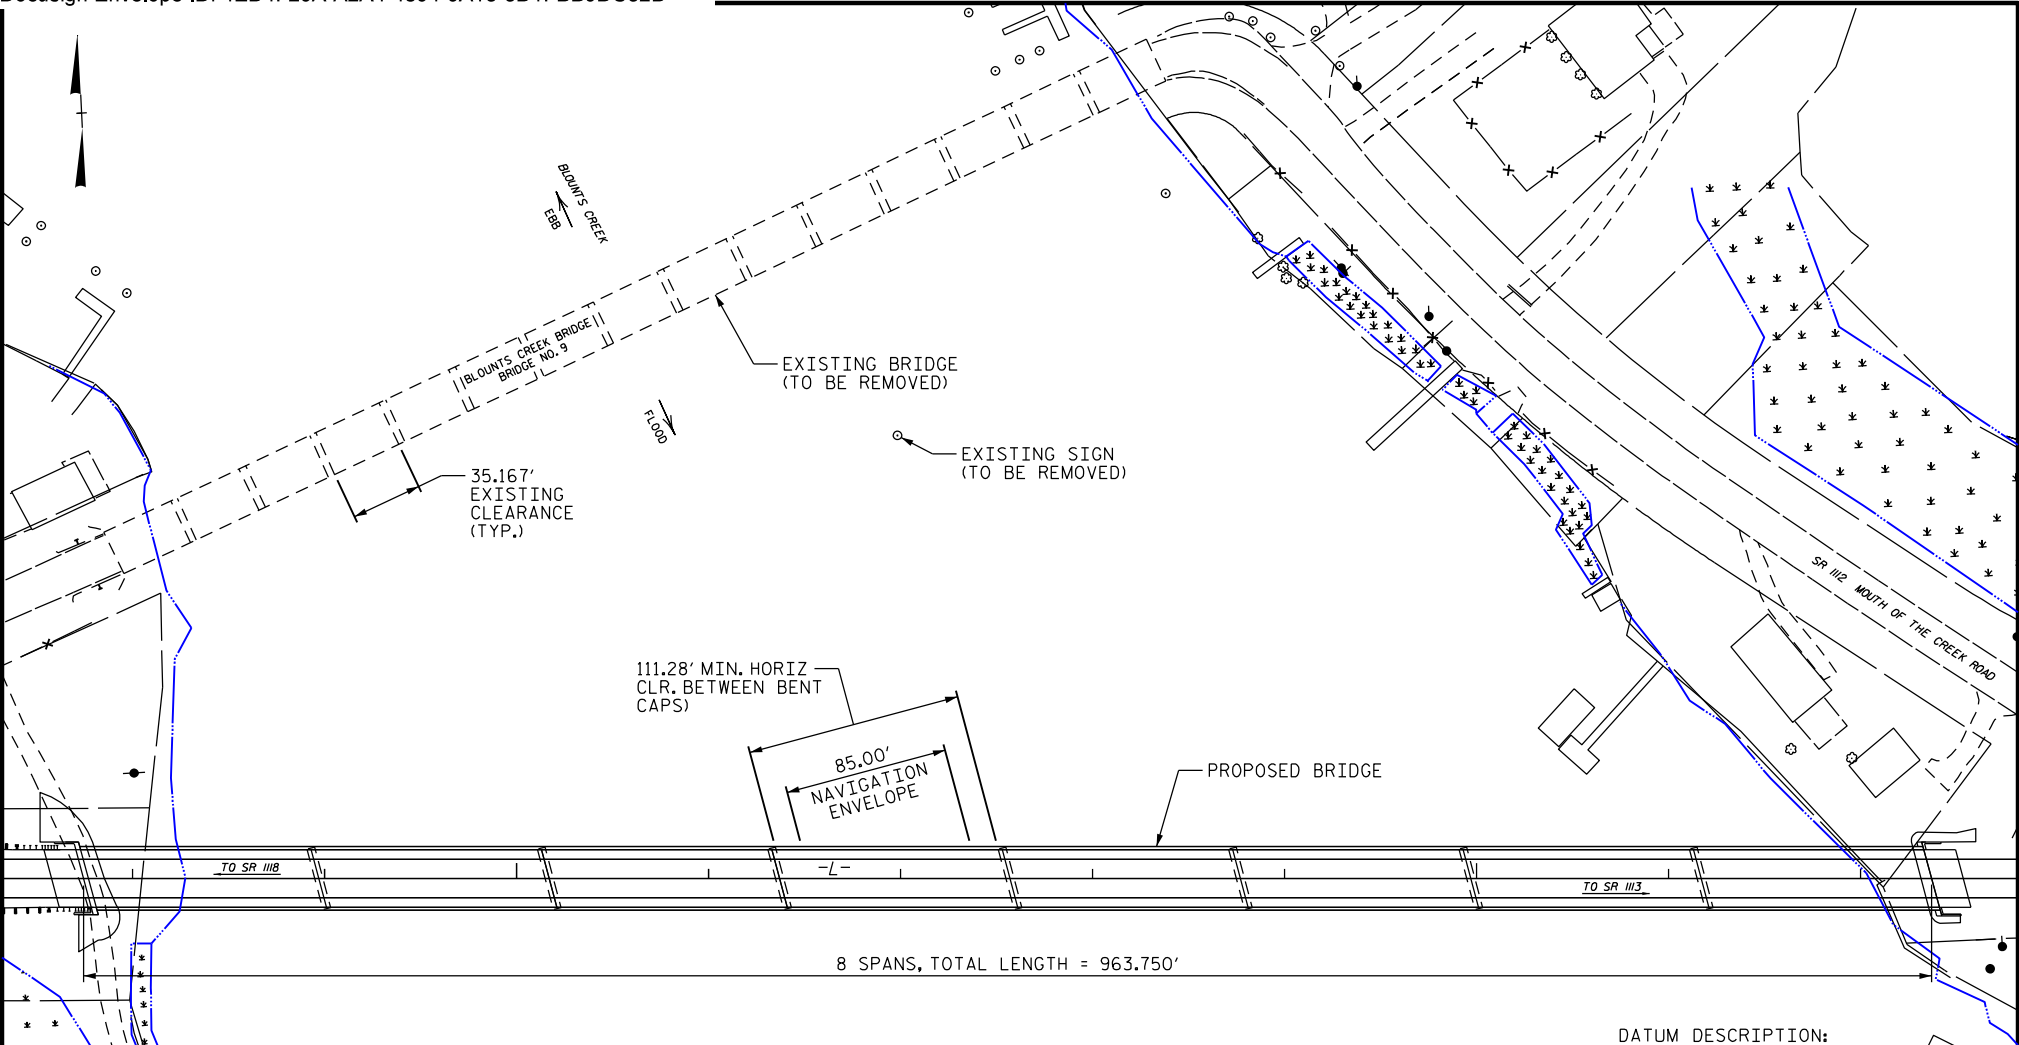 BLOUNTS CREEK
EBB
BLOUNTS CREEK BRIDGE
BRIDGE NO. 9
EXISTING BRIDGE
(TO BE REMOVED)
FLOOD
EXISTING SIGN
(TO BE REMOVED)
35.167'
EXISTING
CLEARANCE
(TYP.)
SR 1112 MOUTH OF THE CREEK ROAD
111.28' MIN. HORIZ
CLR. BETWEEN BENT
CAPS)
85.00'
NAVIGATION
ENVELOPE
PROPOSED BRIDGE
TO SR 1118
-L-
TO SR 1113
8 SPANS, TOTAL LENGTH = 963.750'
DATUM DESCRIPTION: